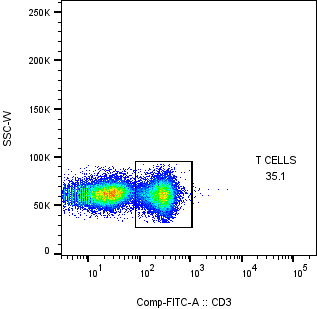 250K
200K
SSC-W
150K
100K
T CELLS
35.1
50K
0
10^1 10^2 10^3 10^4 10^5
Comp-FITC-A :: CD3